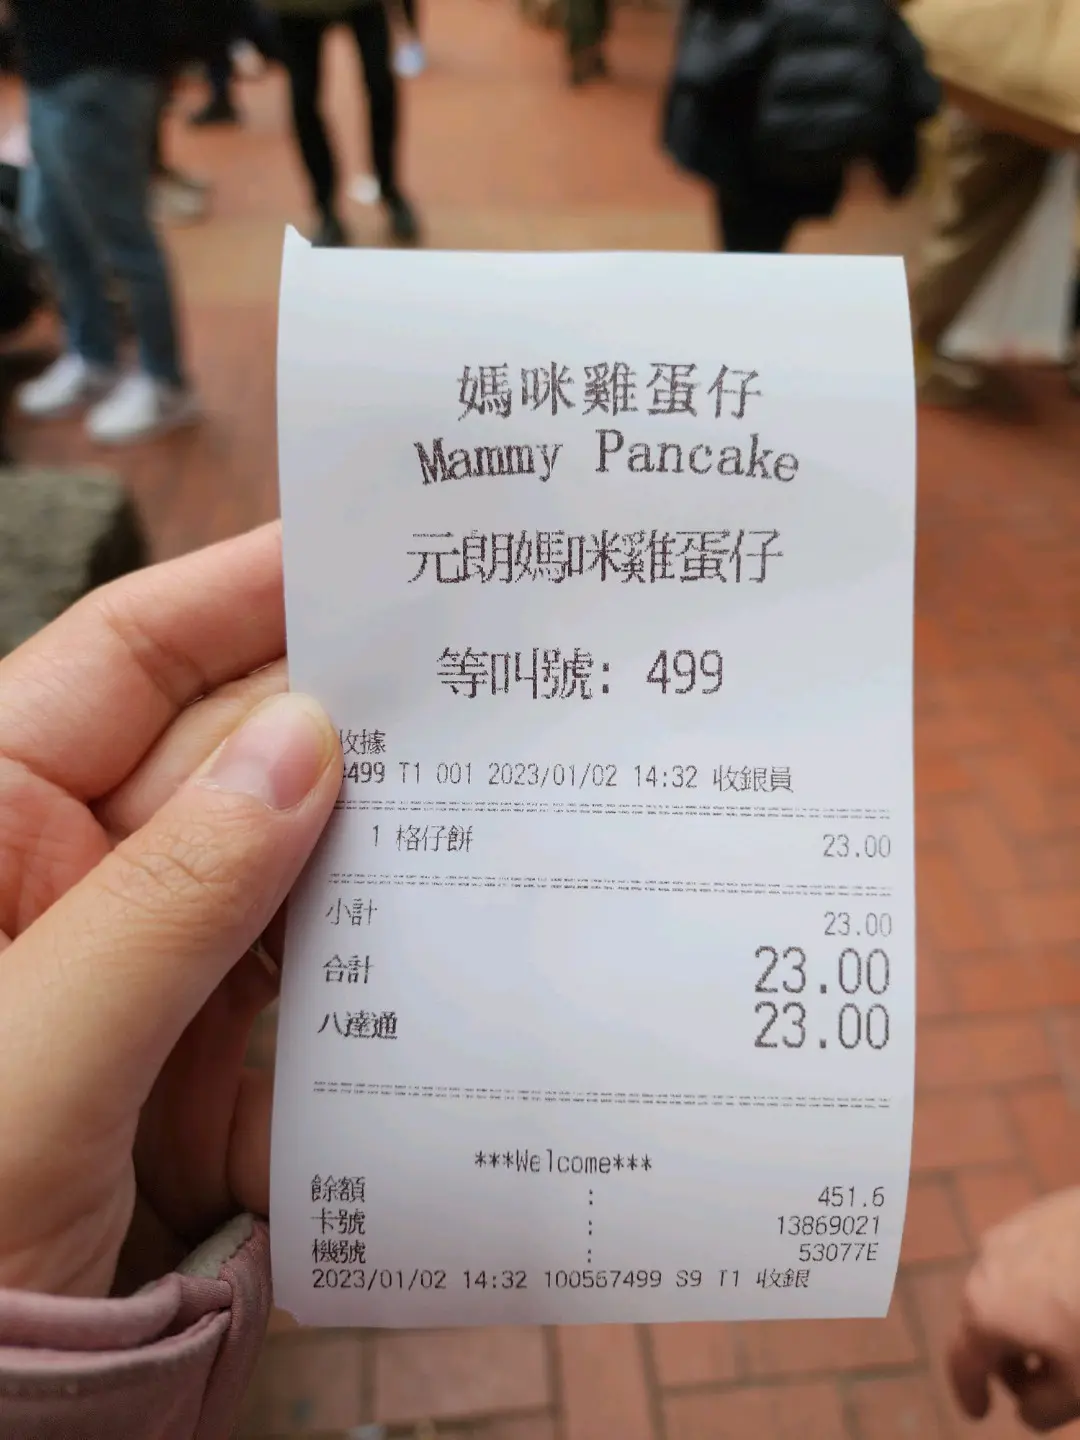 媽咪雞蛋仔
Mammy Pancake
元朗媽咪雞蛋仔
等叫號: 499
收據
#499 T1 001 2023/01/02 14:32 收銀員
1 格仔餅 23.00
小計 23.00
合計 23.00
八達通 23.00
***Welcome***
餘額 : 451.6
卡號 : 13869021
機號 : 53077E
2023/01/02 14:32 100567499 S9 T1 收銀